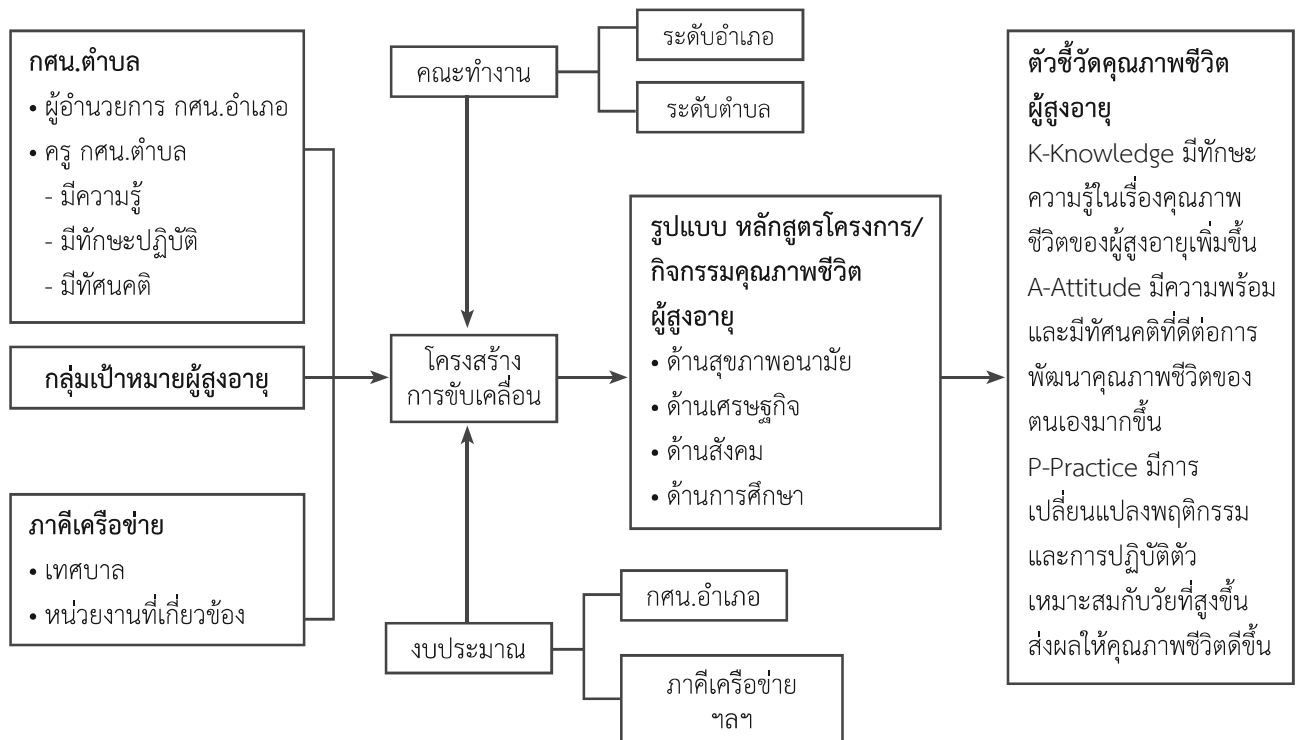 กศน.ตำบล
• ผู้อำนวยการ กศน.อำเภอ
• ครู กศน.ตำบล
- มีความรู้
- มีทักษะปฏิบัติ
- มีทัศนคติ
กลุ่มเป้าหมายผู้สูงอายุ
ภาคีเครือข่าย
• เทศบาล
• หน่วยงานที่เกี่ยวข้อง
คณะทำงาน
ระดับอำเภอ
ระดับตำบล
โครงสร้าง
การขับเคลื่อน
งบประมาณ
กศน.อำเภอ
ภาคีเครือข่าย
ฯลฯ
รูปแบบ หลักสูตรโครงการ/
กิจกรรมคุณภาพชีวิต
ผู้สูงอายุ
• ด้านสุขภาพอนามัย
• ด้านเศรษฐกิจ
• ด้านสังคม
• ด้านการศึกษา
ตัวชี้วัดคุณภาพชีวิต
ผู้สูงอายุ
K-Knowledge มีทักษะ
ความรู้ในเรื่องคุณภาพ
ชีวิตของผู้สูงอายุเพิ่มขึ้น
A-Attitude มีความพร้อม
และมีทัศนคติที่ดีต่อการ
พัฒนาคุณภาพชีวิตของ
ตนเองมากขึ้น
P-Practice มีการ
เปลี่ยนแปลงพฤติกรรม
และการปฏิบัติตัว
เหมาะสมกับวัยที่สูงขึ้น
ส่งผลให้คุณภาพชีวิตดีขึ้น